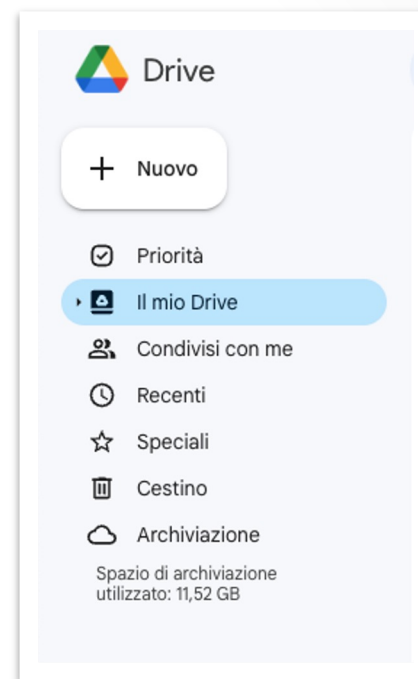 Drive
Nuovo
Priorità
Il mio Drive
Condivisi con me
Recenti
Speciali
Cestino
Archiviazione
Spazio di archiviazione
utilizzato: 11,52 GB